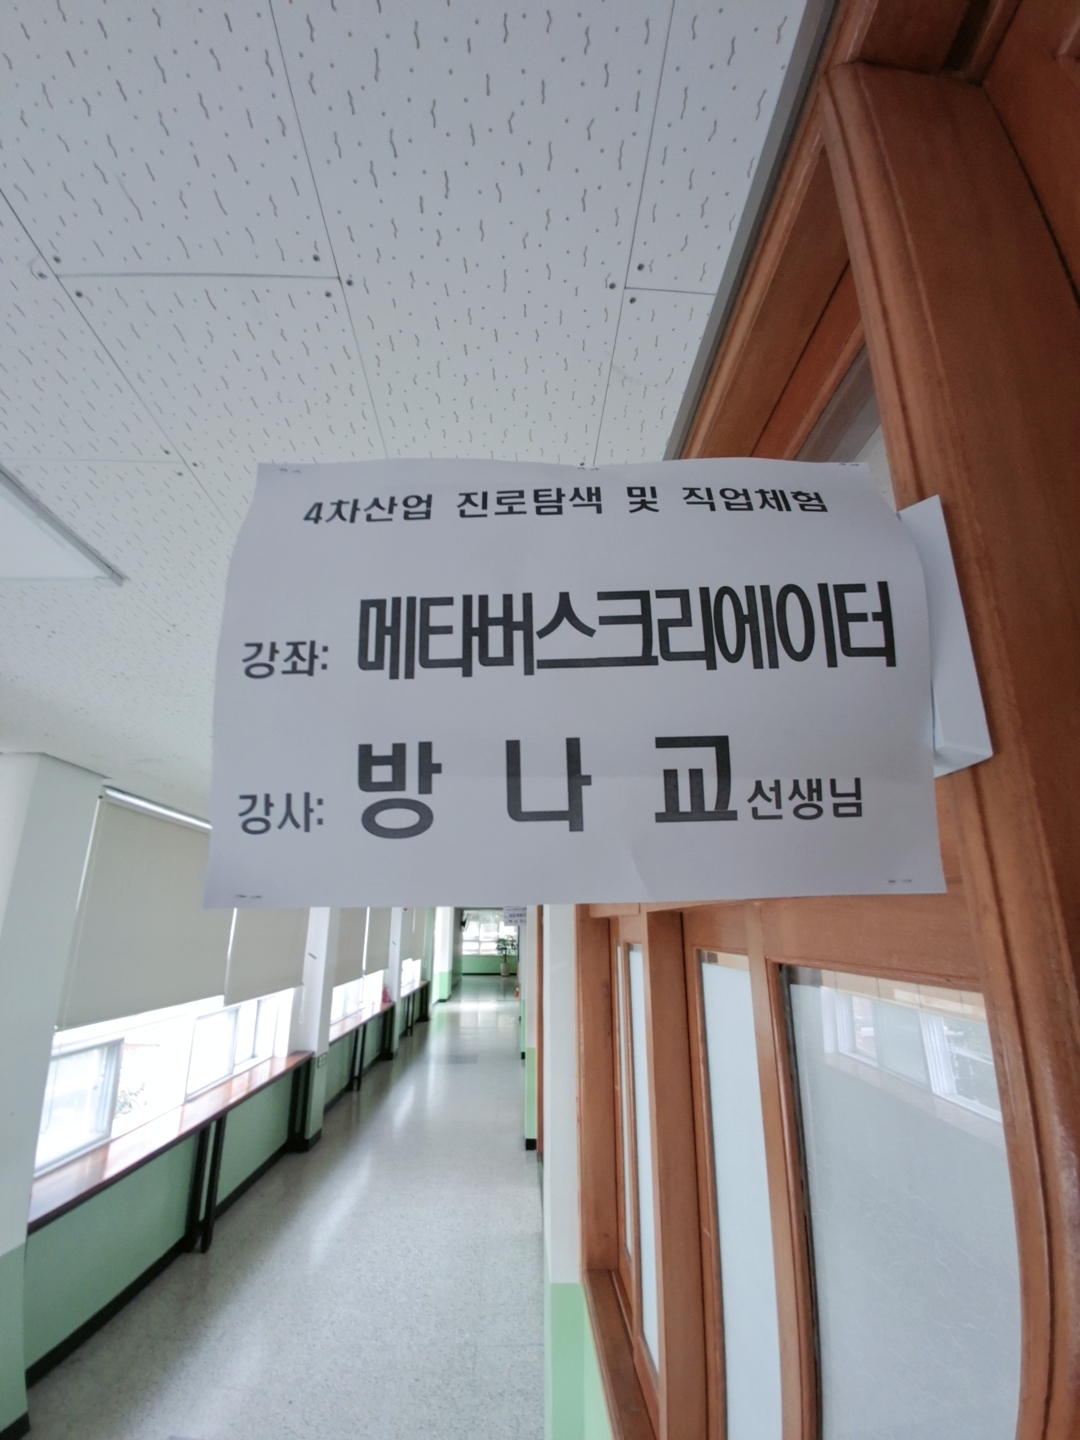 4차산업 진로탐색 및 직업체험
강좌: 메타버스크리에이터
강사: 방 나 교 선생님